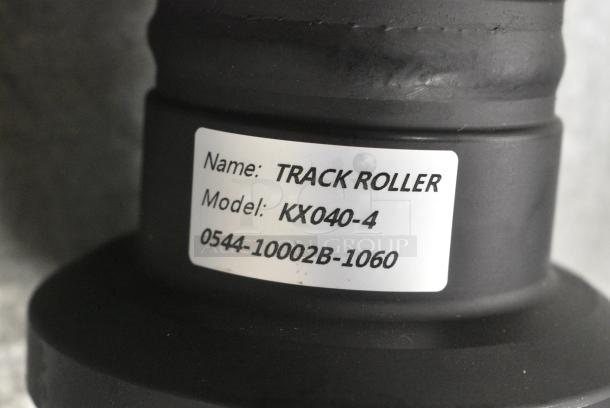 Name: TRACK ROLLER
Model: KX040-4
0544-10002B-1060